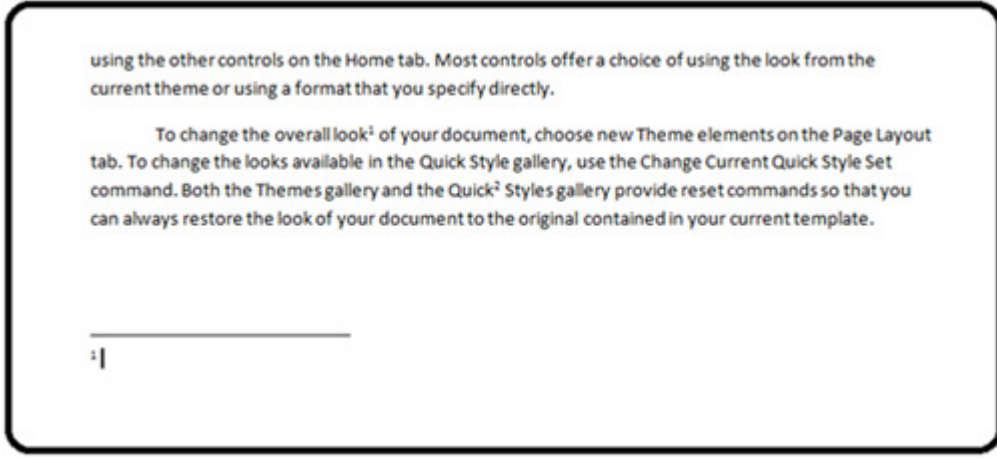 using the other controls on the Home tab. Most controls offer a choice of using the look from the
current theme or using a format that you specify directly.
To change the overall look¹ of your document, choose new Theme elements on the Page Layout
tab. To change the looks available in the Quick Style gallery, use the Change Current Quick Style Set
command. Both the Themes gallery and the Quick² Styles gallery provide reset commands so that you
can always restore the look of your document to the original contained in your current template.
¹